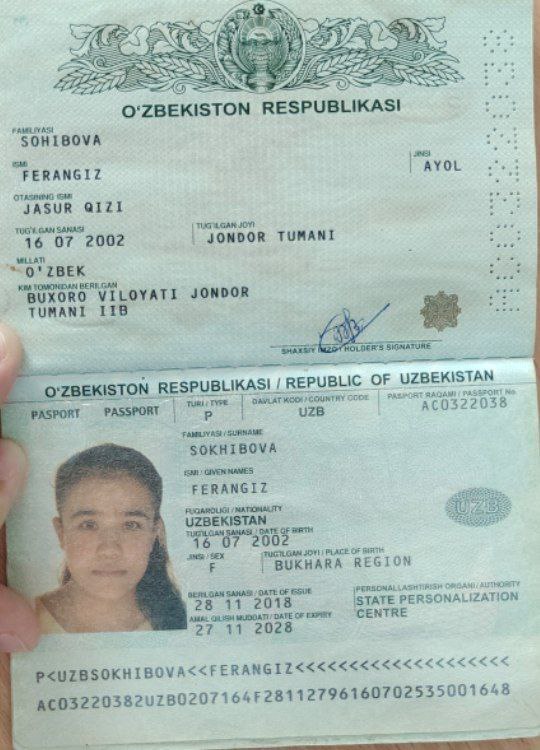 O‘ZBEKISTON RESPUBLIKASI
FAMILIYASI
SOHIBOVA
ISMI
FERANGIZ
JINSI
AYOL
OTASINING ISMI
JASUR QIZI
TUG‘ILGAN SANASI
16 07 2002
TUG‘ILGAN JOYI
JONDOR TUMANI
MILLATI
O'ZBEK
KIM TOMONIDAN BERILGAN
BUXORO VILOYATI JONDOR
TUMANI IIB
SHAXSIY IMZO / HOLDER'S SIGNATURE
AC0322038
O‘ZBEKISTON RESPUBLIKASI / REPUBLIC OF UZBEKISTAN
PASPORT PASSPORT
TURI / TYPE
P
DAVLAT KODI / COUNTRY CODE
UZB
PASPORT RAQAMI / PASSPORT No
AC0322038
FAMILIYASI / SURNAME
SOKHIBOVA
ISMI / GIVEN NAMES
FERANGIZ
FUQAROLIGI / NATIONALITY
UZBEKISTAN
TUG‘ILGAN SANASI / DATE OF BIRTH
16 07 2002
JINSI / SEX
F
TUG‘ILGAN JOYI / PLACE OF BIRTH
BUKHARA REGION
UZB
BERILGAN SANASI / DATE OF ISSUE
28 11 2018
PERSONALLASHTIRISH ORGANI / AUTHORITY
STATE PERSONALIZATION
CENTRE
AMAL QILISH MUDDATI / DATE OF EXPIRY
27 11 2028
P<UZBSOKHIBOVA<<FERANGIZ<<<<<<<<<<<<<<<<<<<<
AC03220382UZB0207164F28112796160702535001648